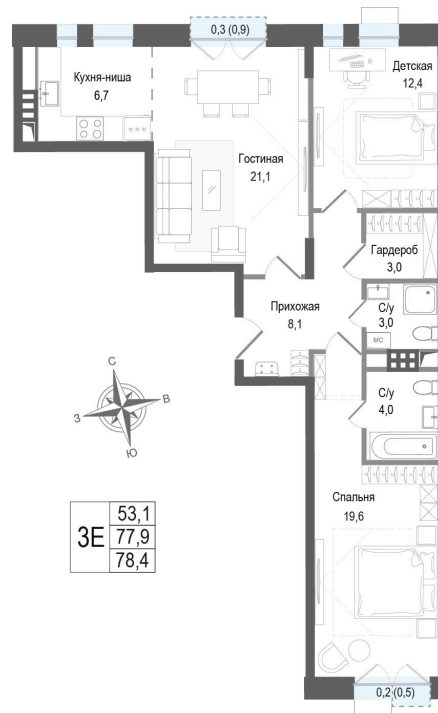 0,3 (0,9)
Кухня-ниша
6,7
Детская
12,4
Гостиная
21,1
Гардероб
3,0
Прихожая
8,1
С/у
3,0
МС
С
З
В
Ю
С/у
4,0
3Е
53,1
77,9
78,4
Спальня
19,6
0,2 (0,5)